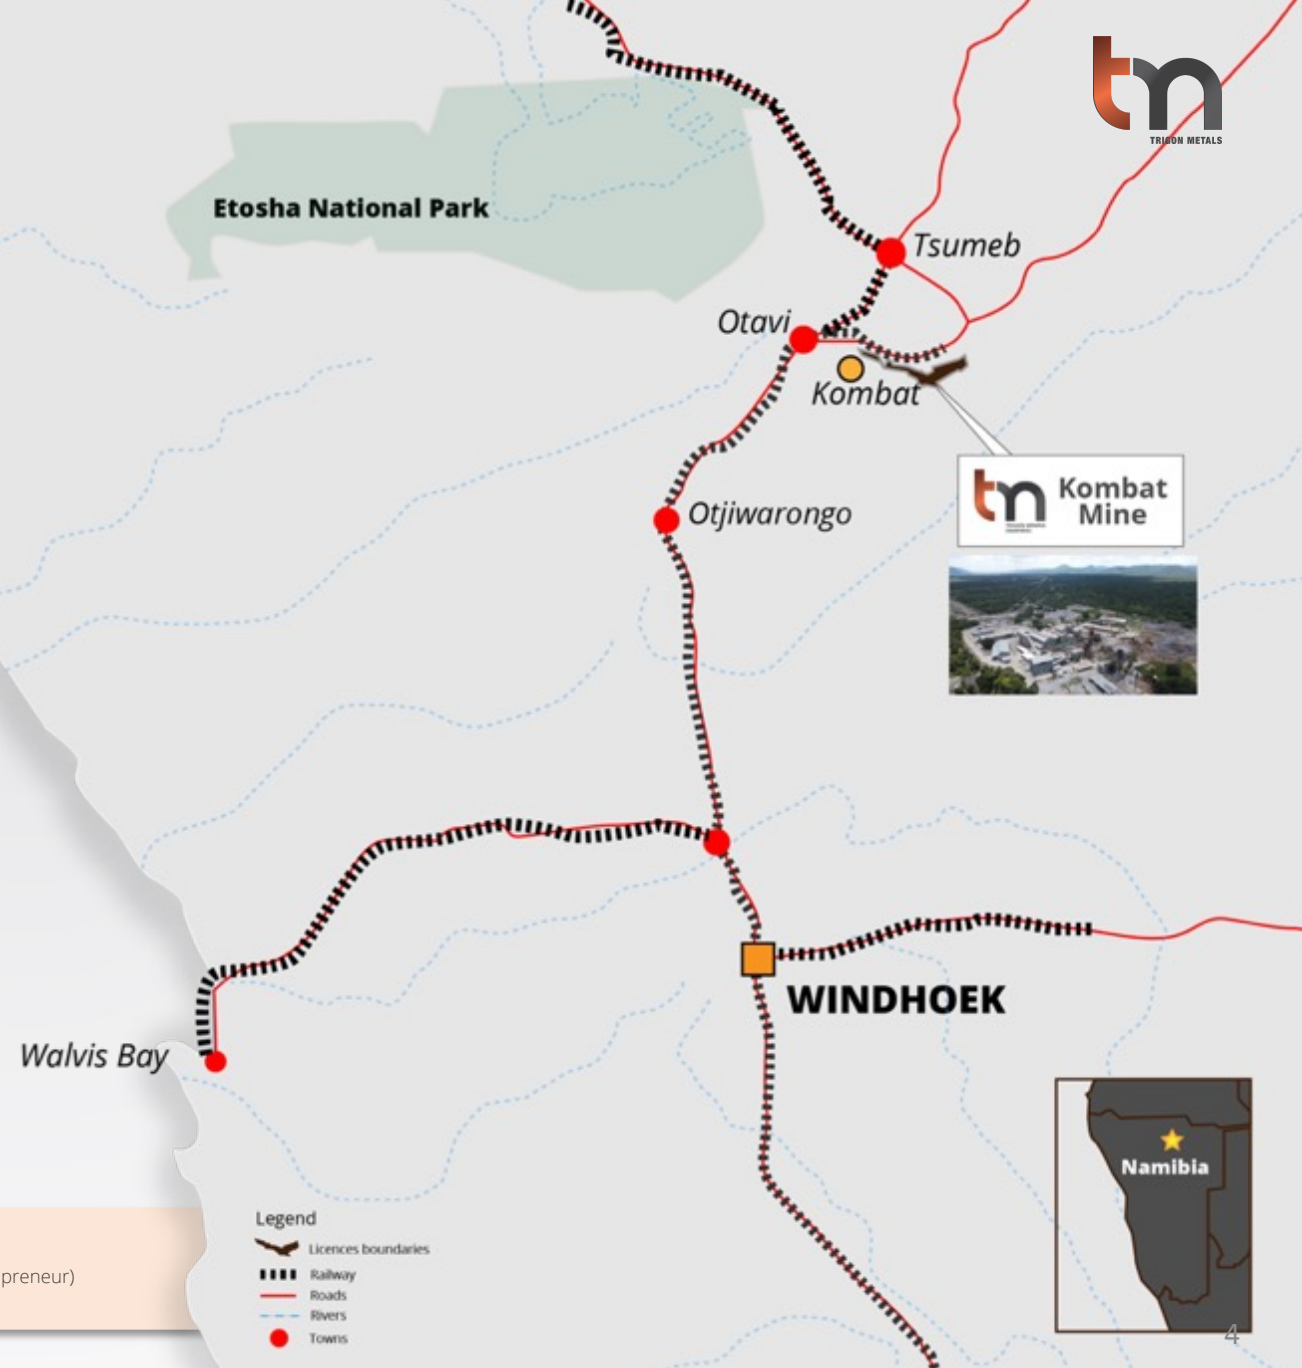 tm
TRIGON METALS
Etosha National Park
Tsumeb
Otavi
Kombat
tm Kombat
Mine
Otjiwarongo
WINDHOEK
Walvis Bay
Namibia
Legend
Licences boundaries
Railway
Roads
Rivers
Towns
preneur)
4